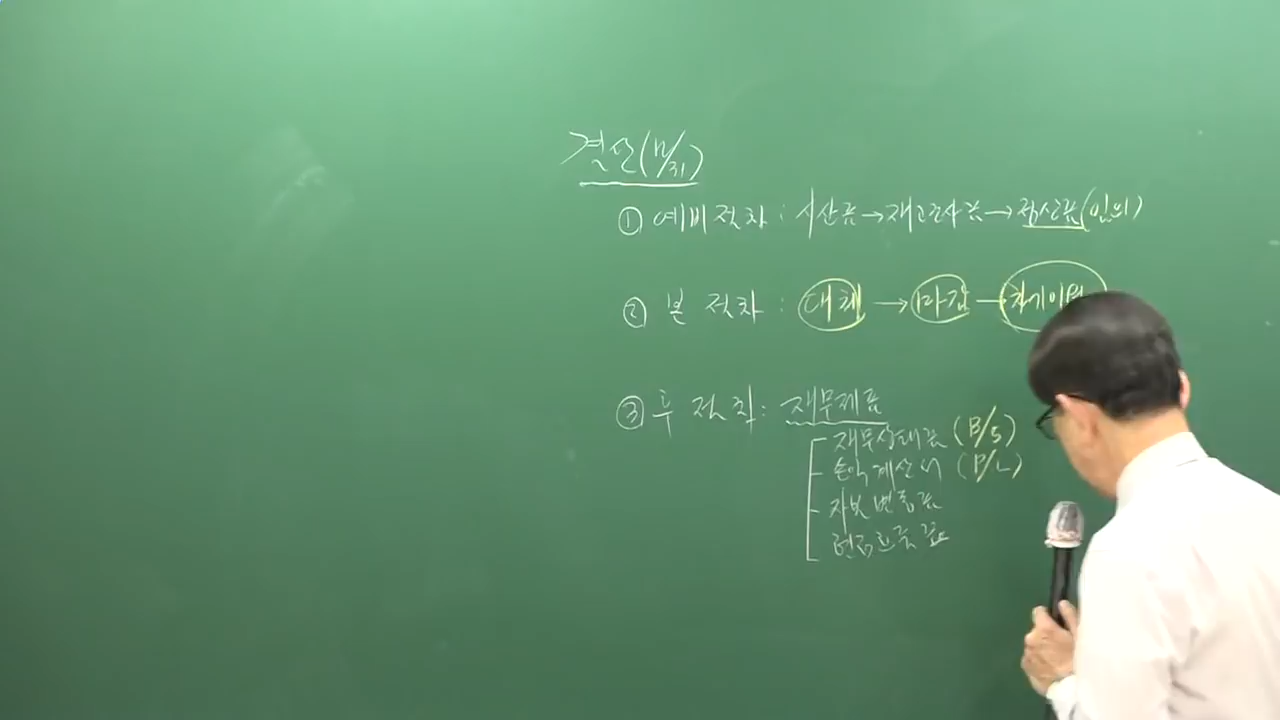 결산(12/31)
① 예비절차 : 시산표→재고조사표→정산표(임의)
② 본 절차 : 대체 → 마감 → 차기이월
③ 후 절차 : 재무제표
재무상태표 (B/S)
손익계산서 (P/L)
자본변동표
현금흐름표